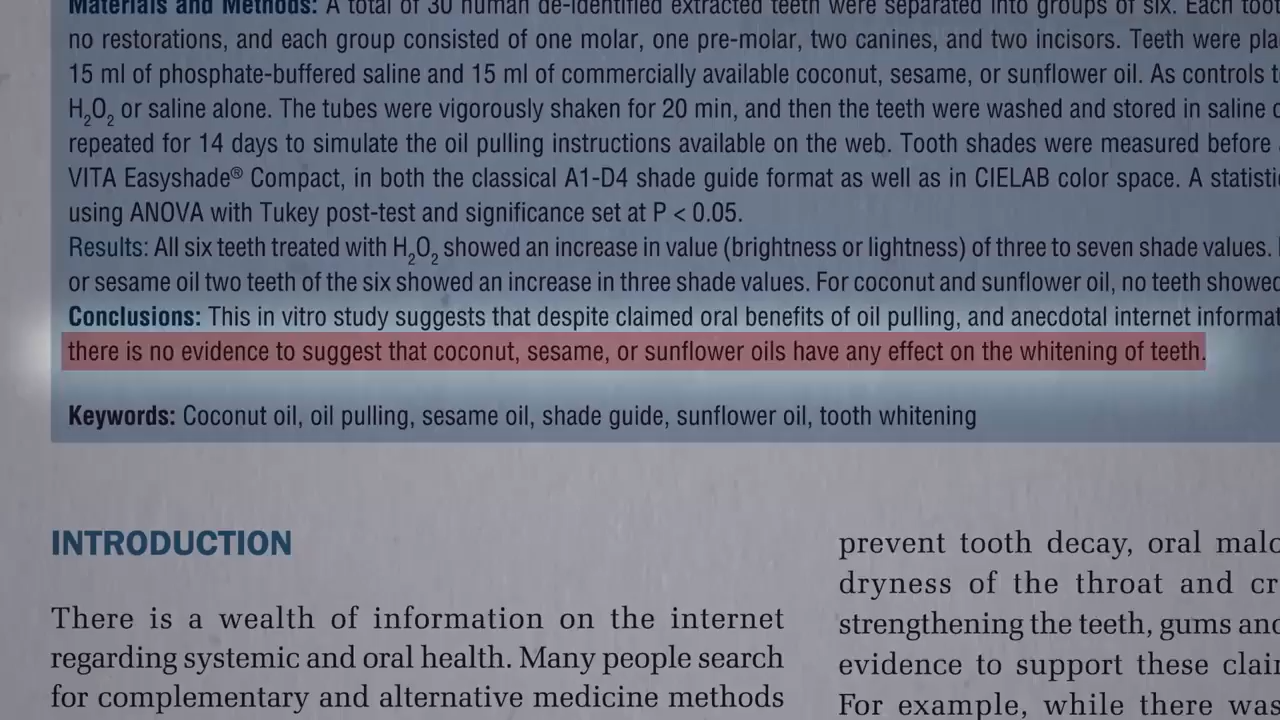 Materials and Methods: A total of 30 human de-identified extracted teeth were separated into groups of six. Each toot
no restorations, and each group consisted of one molar, one pre-molar, two canines, and two incisors. Teeth were pla
15 ml of phosphate-buffered saline and 15 ml of commercially available coconut, sesame, or sunflower oil. As controls t
H₂O₂ or saline alone. The tubes were vigorously shaken for 20 min, and then the teeth were washed and stored in saline
repeated for 14 days to simulate the oil pulling instructions available on the web. Tooth shades were measured before
VITA Easyshade® Compact, in both the classical A1-D4 shade guide format as well as in CIELAB color space. A statisti
using ANOVA with Tukey post-test and significance set at P < 0.05.
Results: All six teeth treated with H₂O₂ showed an increase in value (brightness or lightness) of three to seven shade values.
or sesame oil two teeth of the six showed an increase in three shade values. For coconut and sunflower oil, no teeth showed
Conclusions: This in vitro study suggests that despite claimed oral benefits of oil pulling, and anecdotal internet informat
there is no evidence to suggest that coconut, sesame, or sunflower oils have any effect on the whitening of teeth.
Keywords: Coconut oil, oil pulling, sesame oil, shade guide, sunflower oil, tooth whitening
INTRODUCTION
There is a wealth of information on the internet
regarding systemic and oral health. Many people search
for complementary and alternative medicine methods
prevent tooth decay, oral malo
dryness of the throat and cr
strengthening the teeth, gums and
evidence to support these clai
For example, while there was